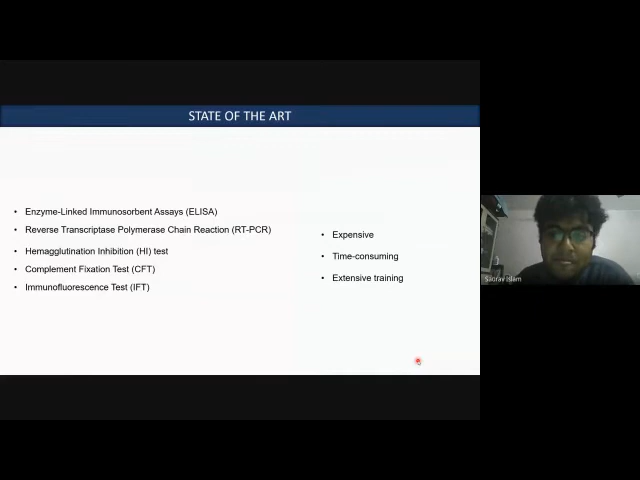 STATE OF THE ART
• Enzyme-Linked Immunosorbent Assays (ELISA)
• Reverse Transcriptase Polymerase Chain Reaction (RT-PCR)
• Hemagglutination Inhibition (HI) test
• Complement Fixation Test (CFT)
• Immunofluorescence Test (IFT)
• Expensive
• Time-consuming
• Extensive training
Sourav Islam